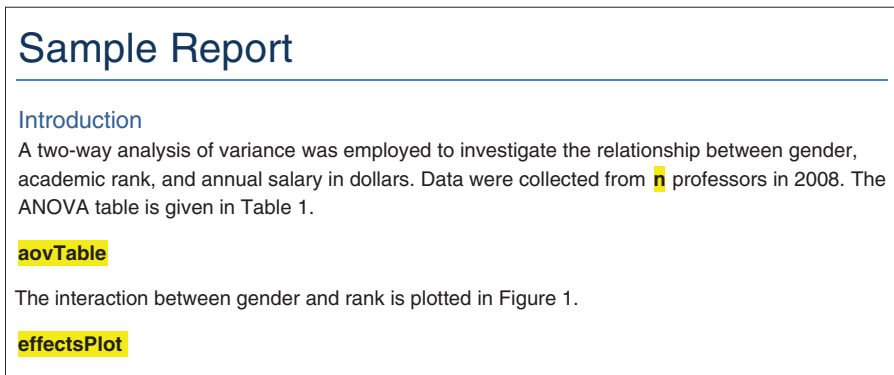 Sample Report
Introduction
A two-way analysis of variance was employed to investigate the relationship between gender,
academic rank, and annual salary in dollars. Data were collected from n professors in 2008. The
ANOVA table is given in Table 1.
aovTable
The interaction between gender and rank is plotted in Figure 1.
effectsPlot